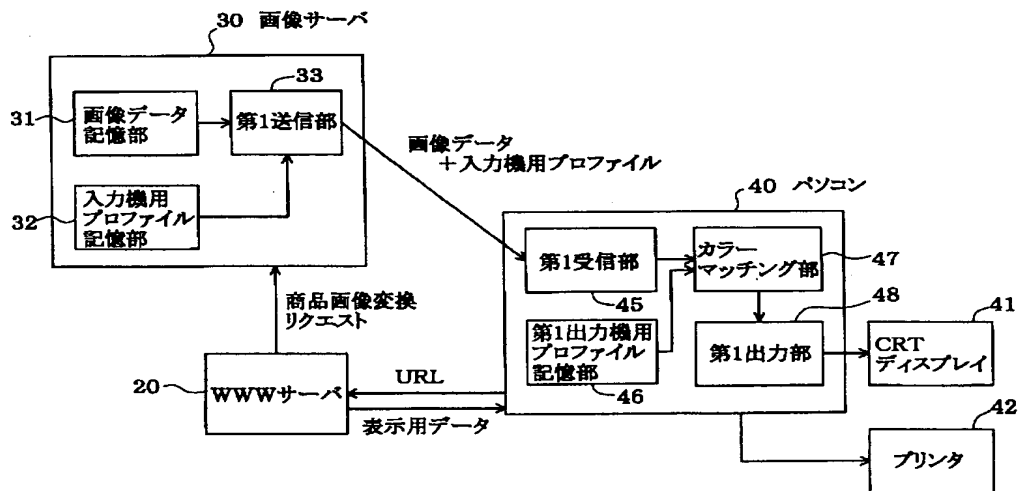 30 画像サーバ
33
31
画像データ
記憶部
第1送信部
32
入力機用
プロファイル
記憶部
画像データ
+入力機用プロファイル
40 パソコン
第1受信部
45
カラー
マッチング部
47
第1出力機用
プロファイル
記憶部
46
第1出力部
48
41
CRT
ディスプレイ
商品画像変換
リクエスト
20
WWWサーバ
URL
表示用データ
42
プリンタ